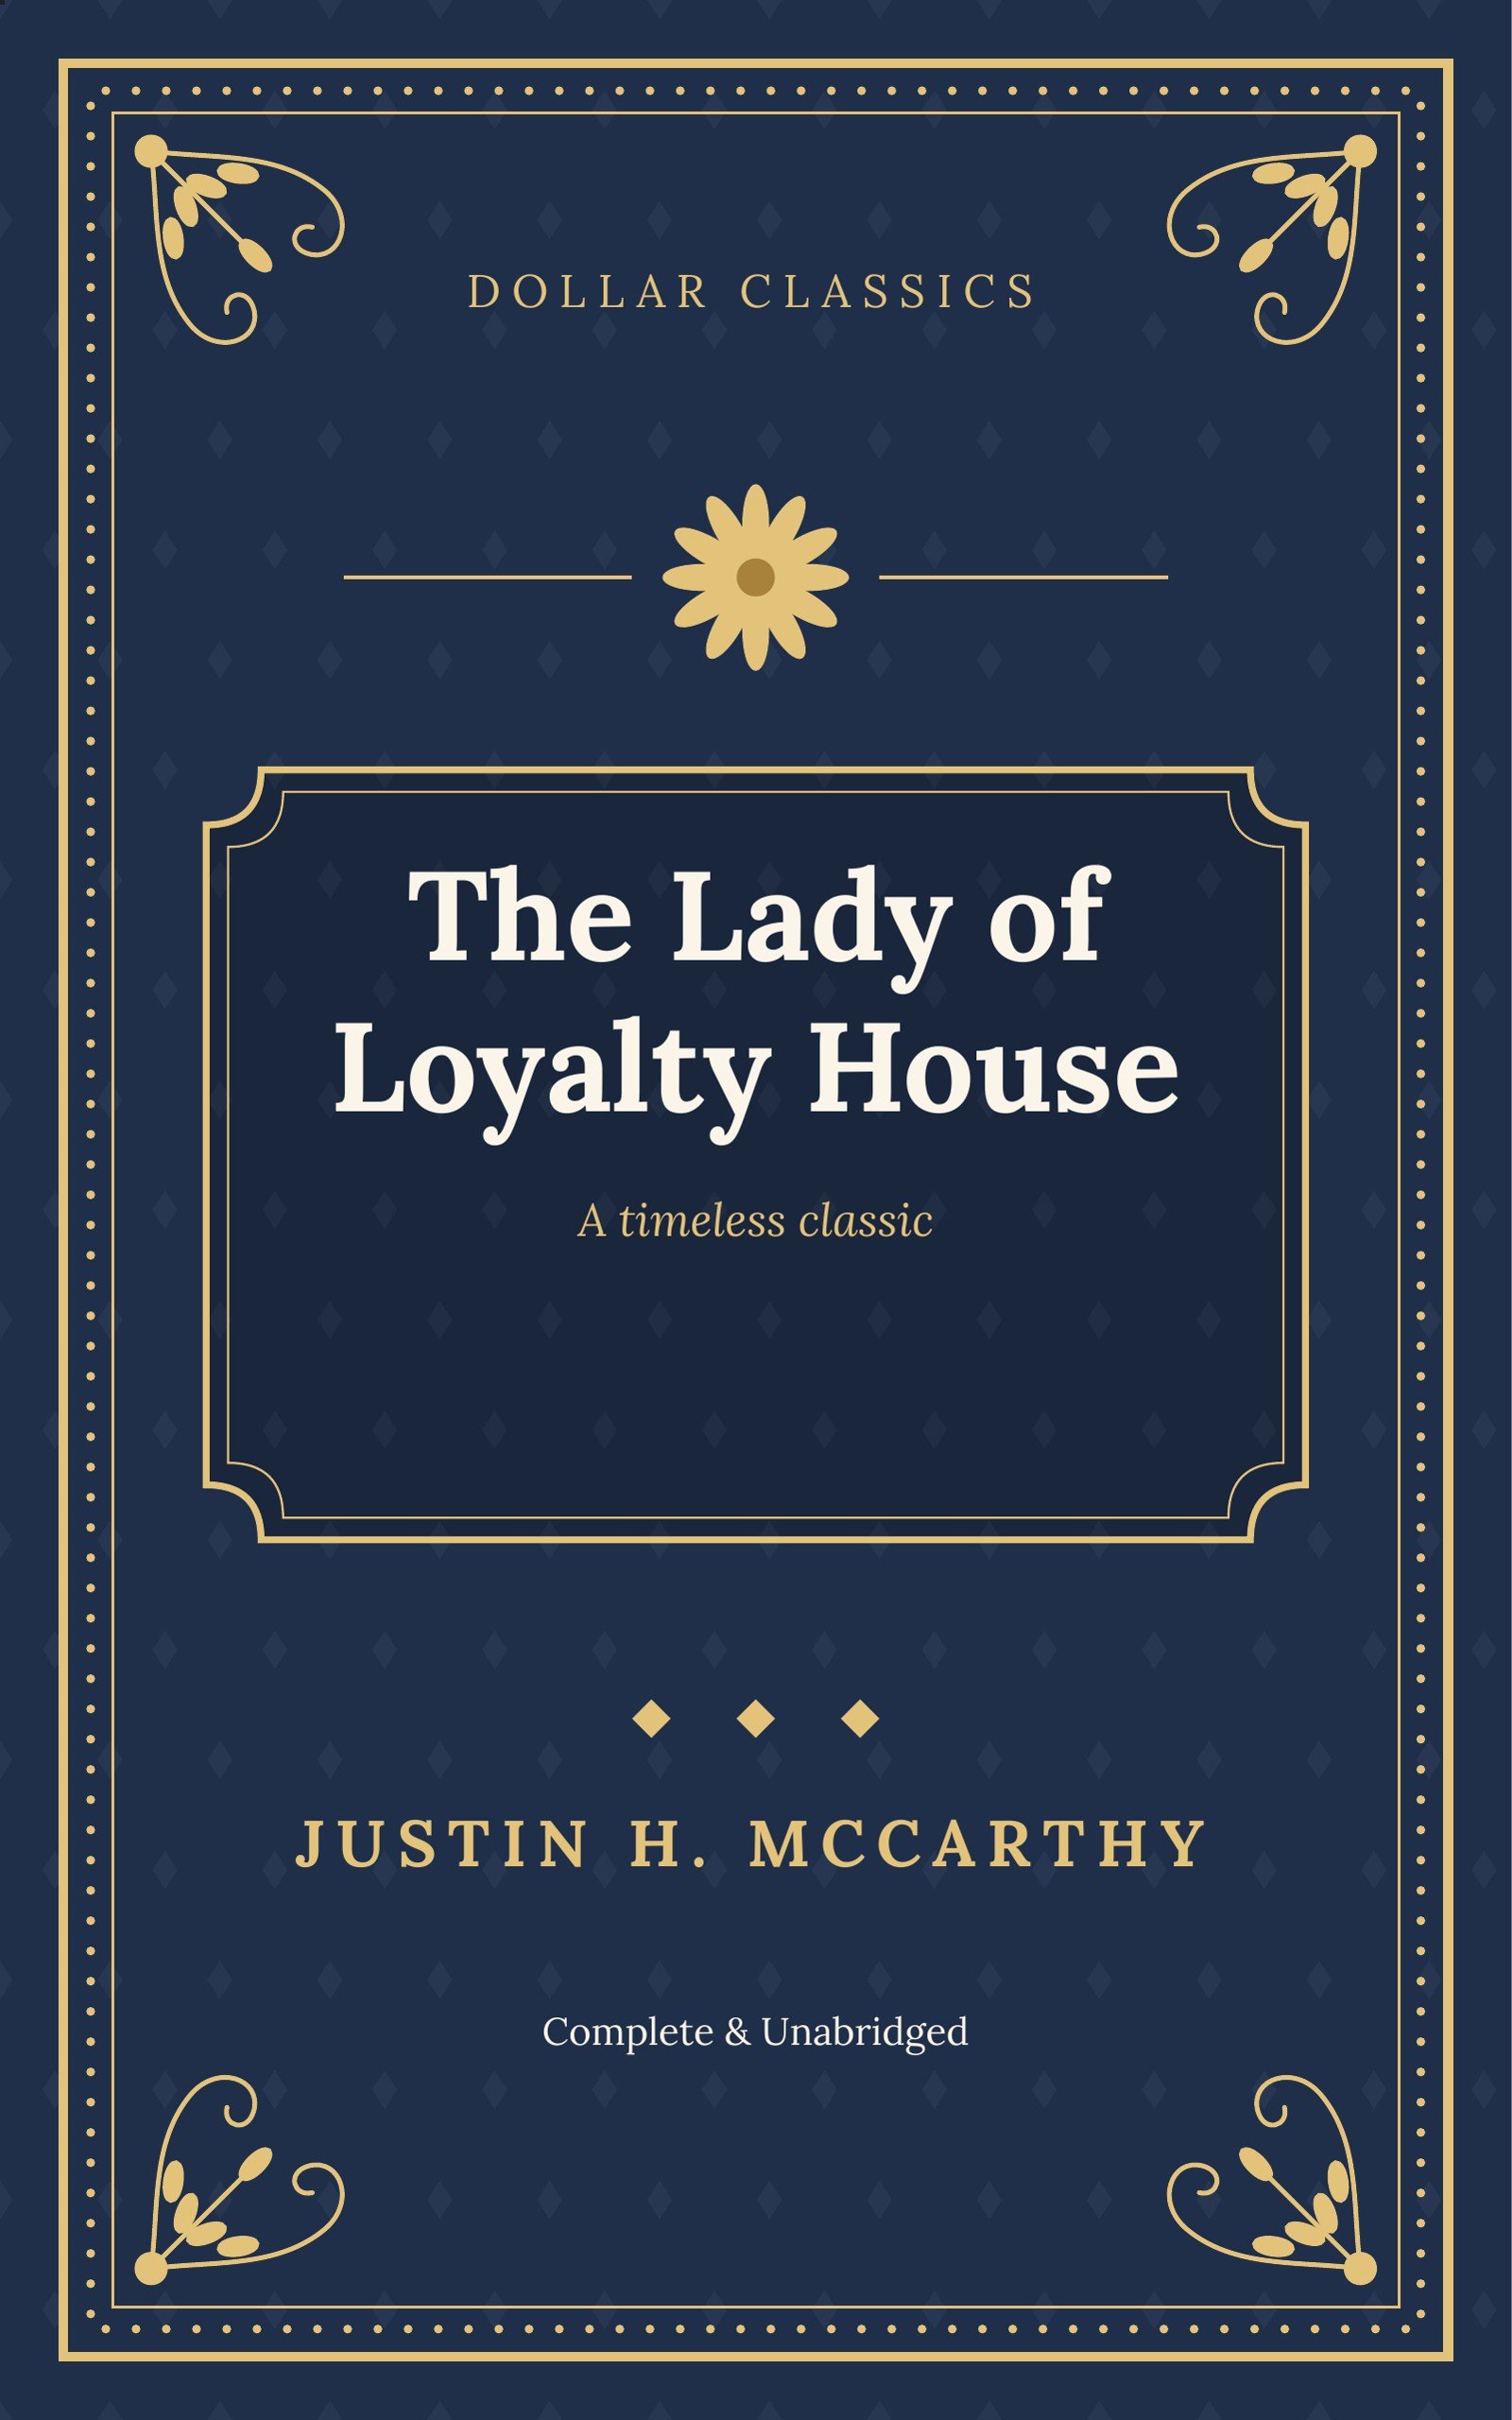 DOLLAR CLASSICS
The Lady of
Loyalty House
A timeless classic
JUSTIN H. MCCARTHY
Complete & Unabridged